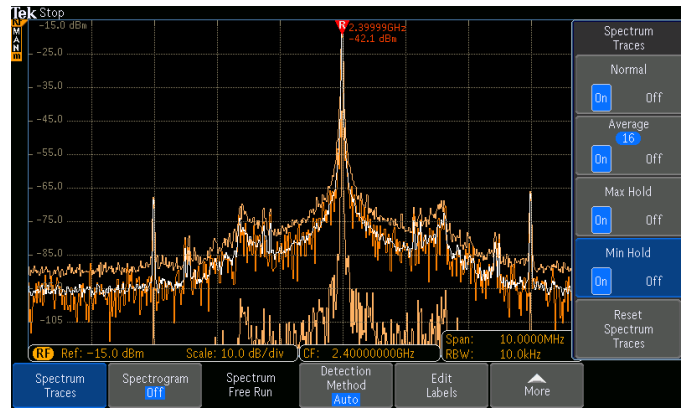 Tek Stop
-15.0 dBm
R
2.39999GHz
-42.1 dBm
M
A
N
m
-25.0
-35.0
-45.0
-55.0
-65.0
-75.0
-85.0
-105
RF Ref: -15.0 dBm Scale: 10.0 dB/div CF: 2.40000000GHz
Span: 10.0000MHz
RBW: 10.0kHz
Spectrum
Traces
Normal
On Off
Average
16
On Off
Max Hold
On Off
Min Hold
On Off
Reset
Spectrum
Traces
Spectrum
Traces
Spectrogram
Off
Spectrum
Free Run
Detection
Method
Auto
Edit
Labels
More